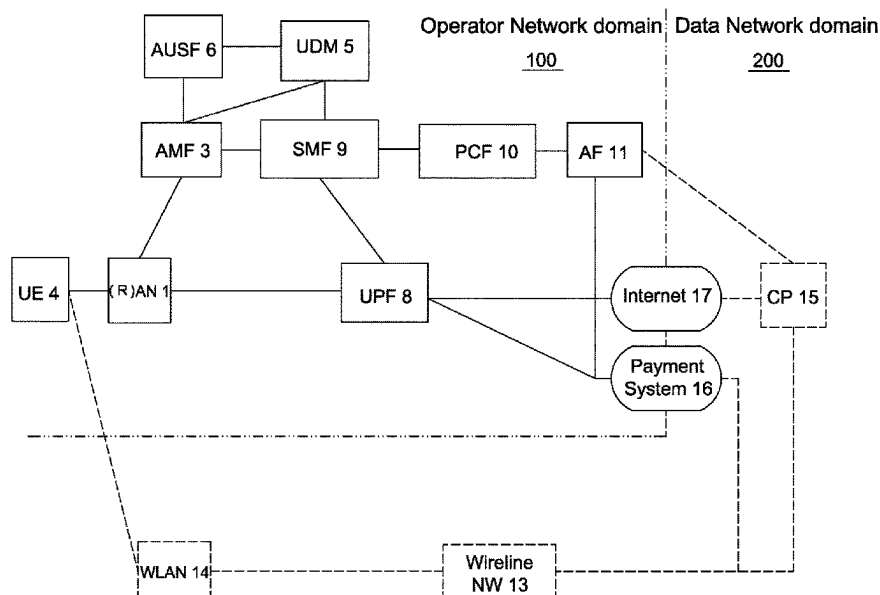 Operator Network domain
100
Data Network domain
200
AUSF 6
UDM 5
AMF 3
SMF 9
PCF 10
AF 11
UE 4
(R)AN 1
UPF 8
Internet 17
CP 15
Payment
System 16
WLAN 14
Wireline
NW 13